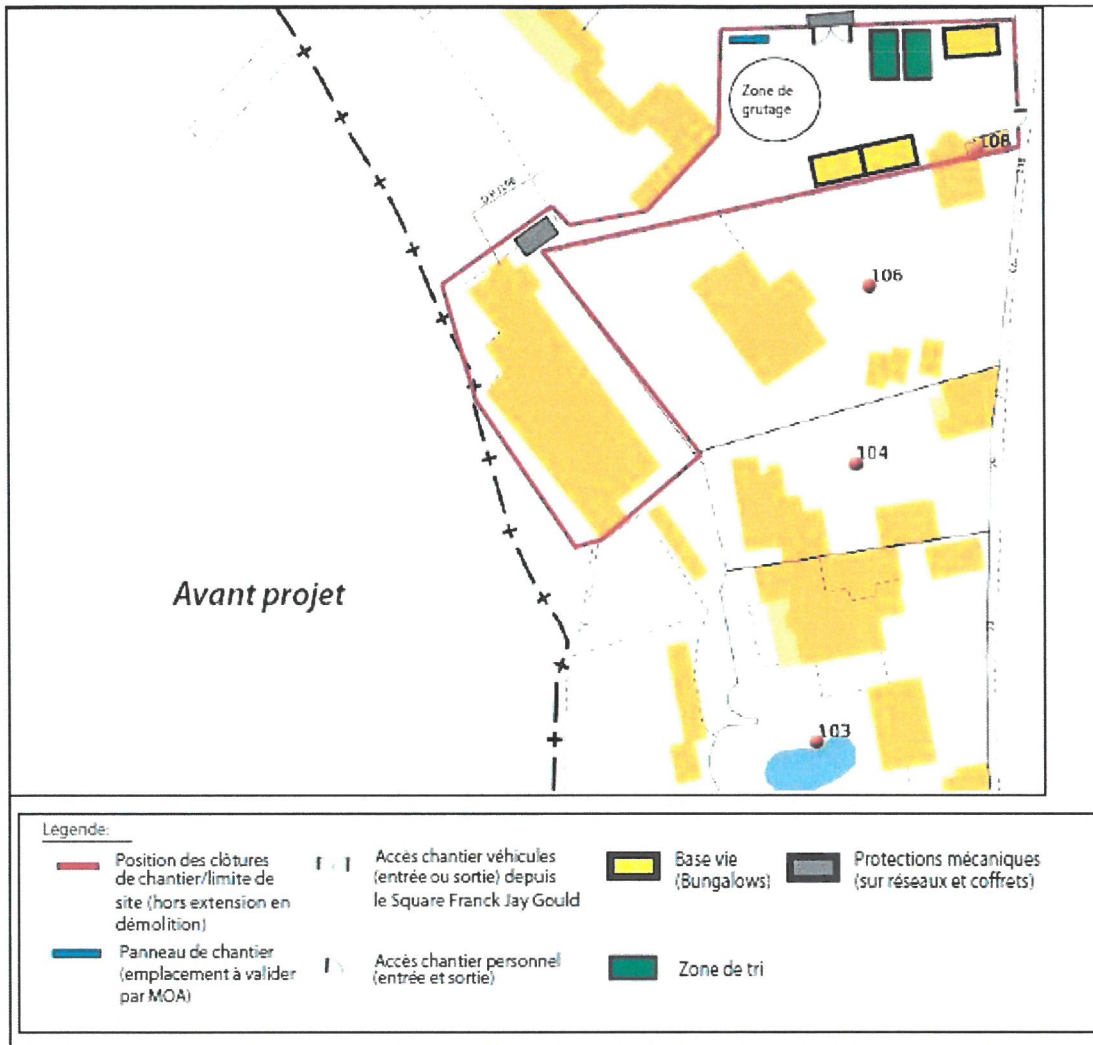 Zone de
grutage
108
106
104
103
Avant projet
Légende:
Position des clôtures
de chantier/limite de
site (hors extension en
démolition)
Accès chantier véhicules
(entrée ou sortie) depuis
le Square Franck Jay Gould
Base vie
(Bungalows)
Protections mécaniques
(sur réseaux et coffrets)
Panneau de chantier
(emplacement à valider
par MOA)
Accès chantier personnel
(entrée et sortie)
Zone de tri